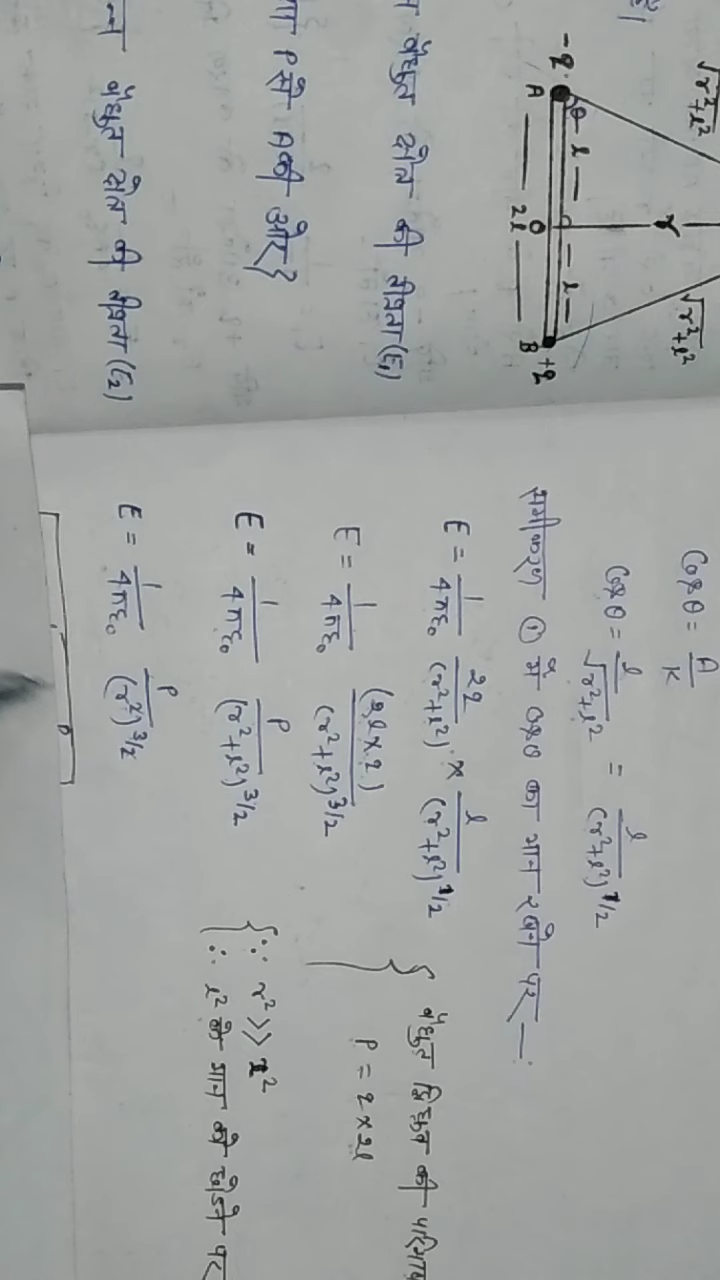 हैं।
√r²+l²
√r²+l²
r
-q
A
θ
l
l
O
2l
B
+q
वैद्युत क्षेत्र की तीव्रता (E₁)
P से A की ओर}
वैद्युत क्षेत्र की तीव्रता (E₂)
Cosθ = A/K
Cosθ = l/√r²+l² = l/(r²+l²)^1/2
समीकरण ① में Cosθ का मान रखने पर —:
E = 1/4πε₀ 2q/(r²+l²) × l/(r²+l²)^1/2
E = 1/4πε₀ (2l×q)/(r²+l²)^3/2
{ वैद्युत द्विध्रुव की
P = q×2l
E = 1/4πε₀ P/(r²+l²)^3/2
{∵ r² >> l²
∴ l² के मान को छोड़ने पर
E = 1/4πε₀ P/(r²)^3/2
P